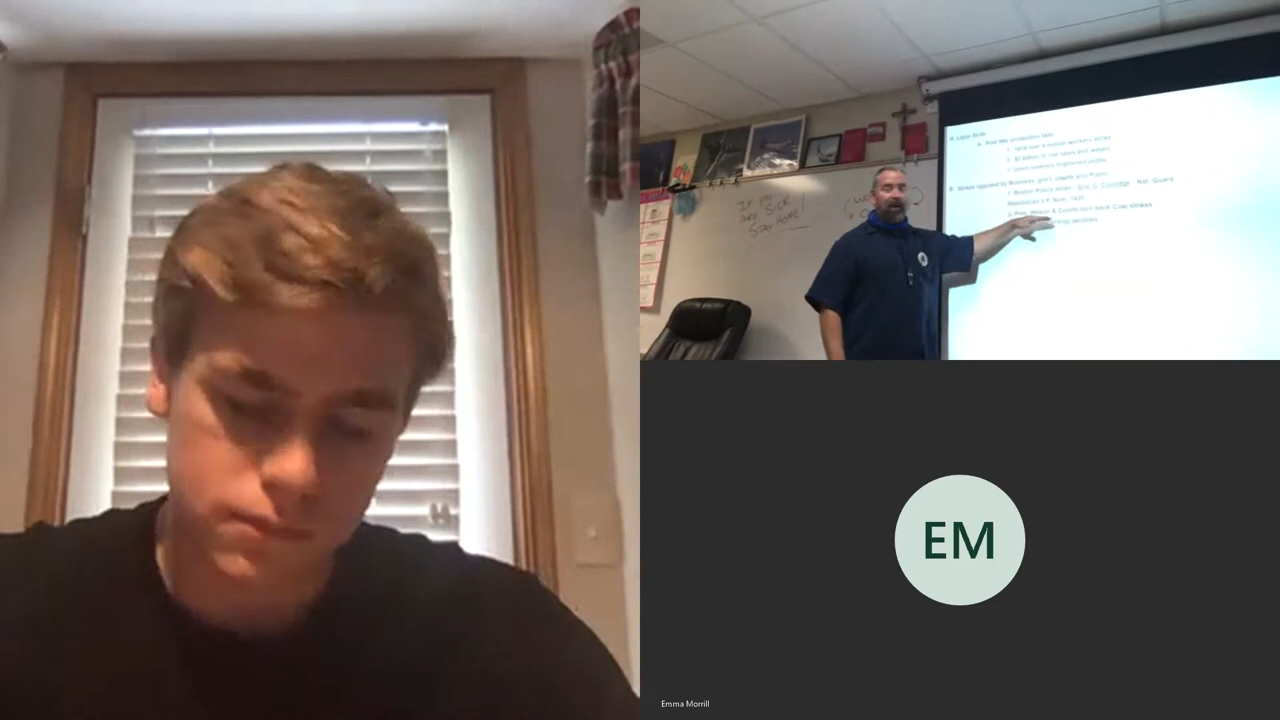 H. Labor Strife
A. Post War production falls
1. 1919 over 4 million workers strike
2. $2 billion in lost sales and wages
3. Union violence frightened public
B. Strikes opposed by Business, gov't, courts and Public
1. Boston Police strike - Gov. C. Coolidge - Nat. Guard
Republican V.P. Nom. 1920
2. Pres. Wilson & Courts turn back Coal strikes
declines
IF YOU
ARE SICK
STAY HOME!
EM
Emma Morrill